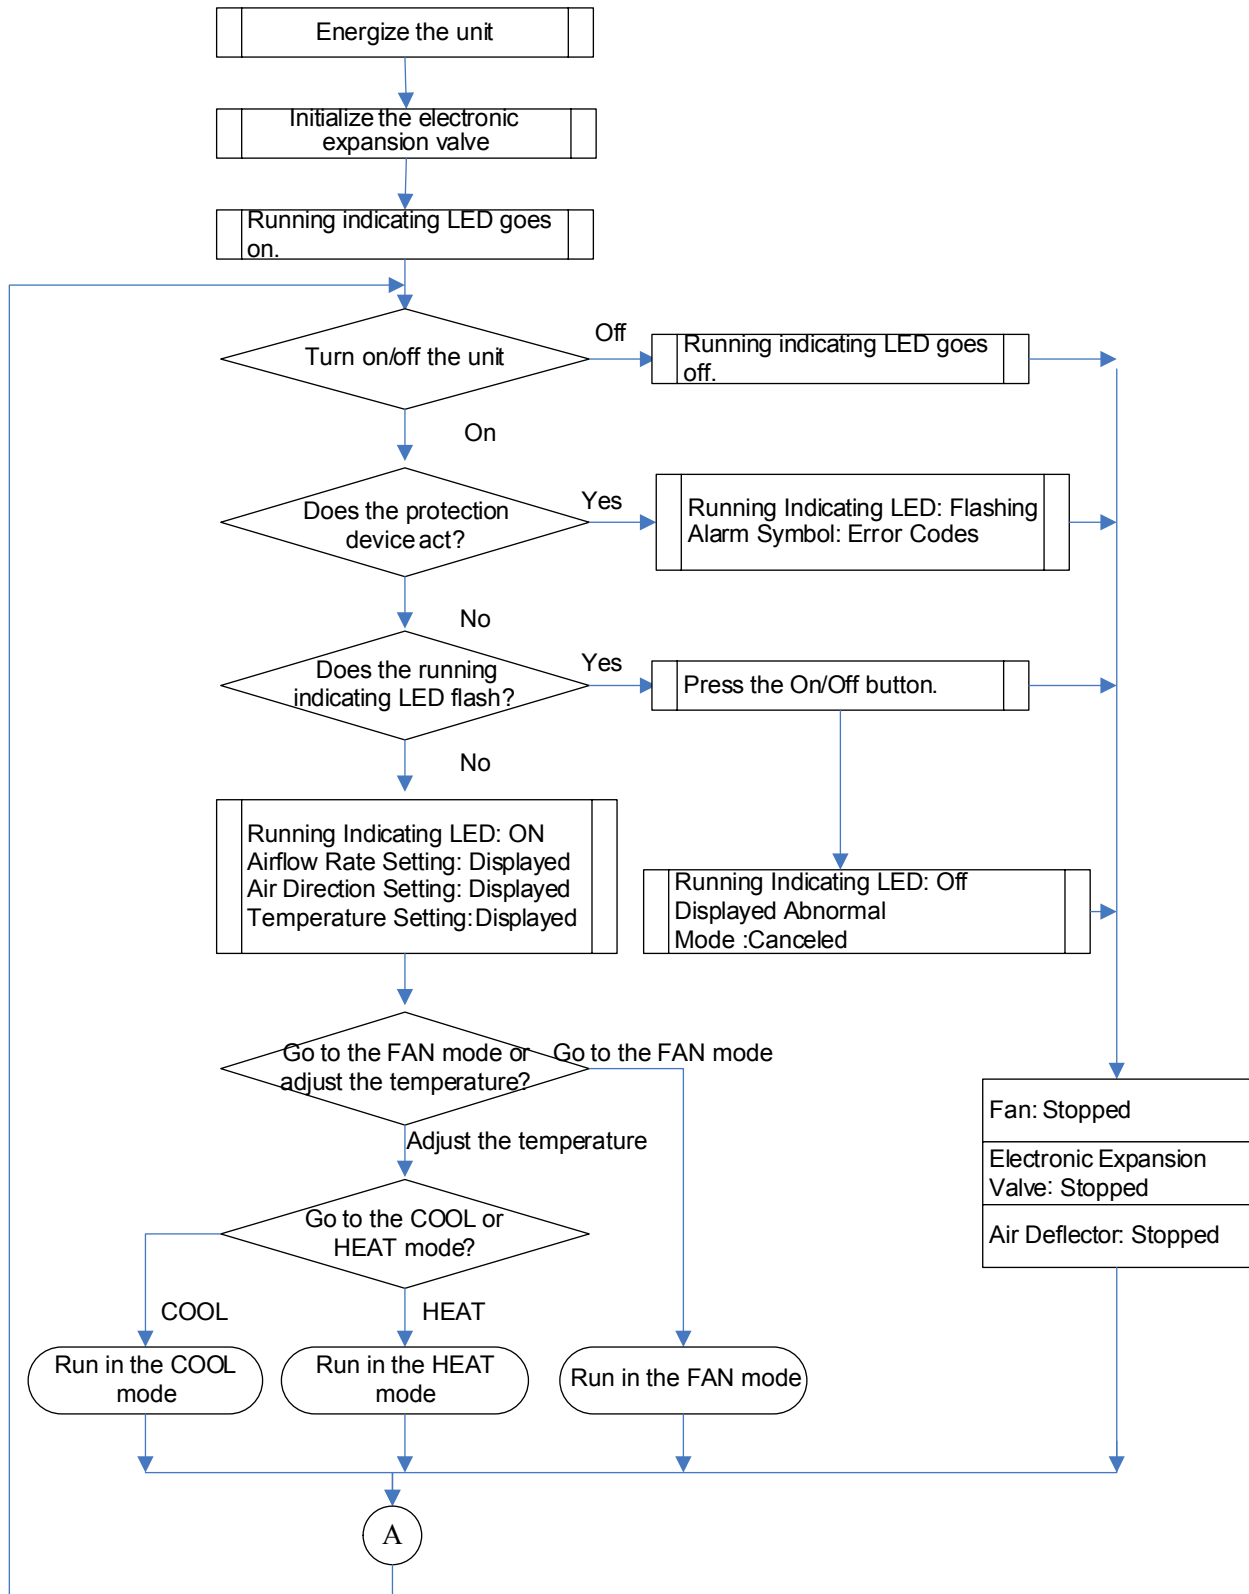 Energize the unit
Initialize the electronic
expansion valve
Running indicating LED goes
on.
Turn on/off the unit
Off
Running indicating LED goes
off.
On
Does the protection
device act?
Yes
Running Indicating LED: Flashing
Alarm Symbol: Error Codes
No
Does the running
indicating LED flash?
Yes
Press the On/Off button.
No
Running Indicating LED: ON
Airflow Rate Setting: Displayed
Air Direction Setting: Displayed
Temperature Setting:Displayed
Running Indicating LED: Off
Displayed Abnormal
Mode :Canceled
Go to the FAN mode or
adjust the temperature?
Go to the FAN mode
Adjust the temperature
Fan: Stopped
Electronic Expansion
Valve: Stopped
Air Deflector: Stopped
Go to the COOL or
HEAT mode?
COOL
HEAT
Run in the COOL
mode
Run in the HEAT
mode
Run in the FAN mode
A